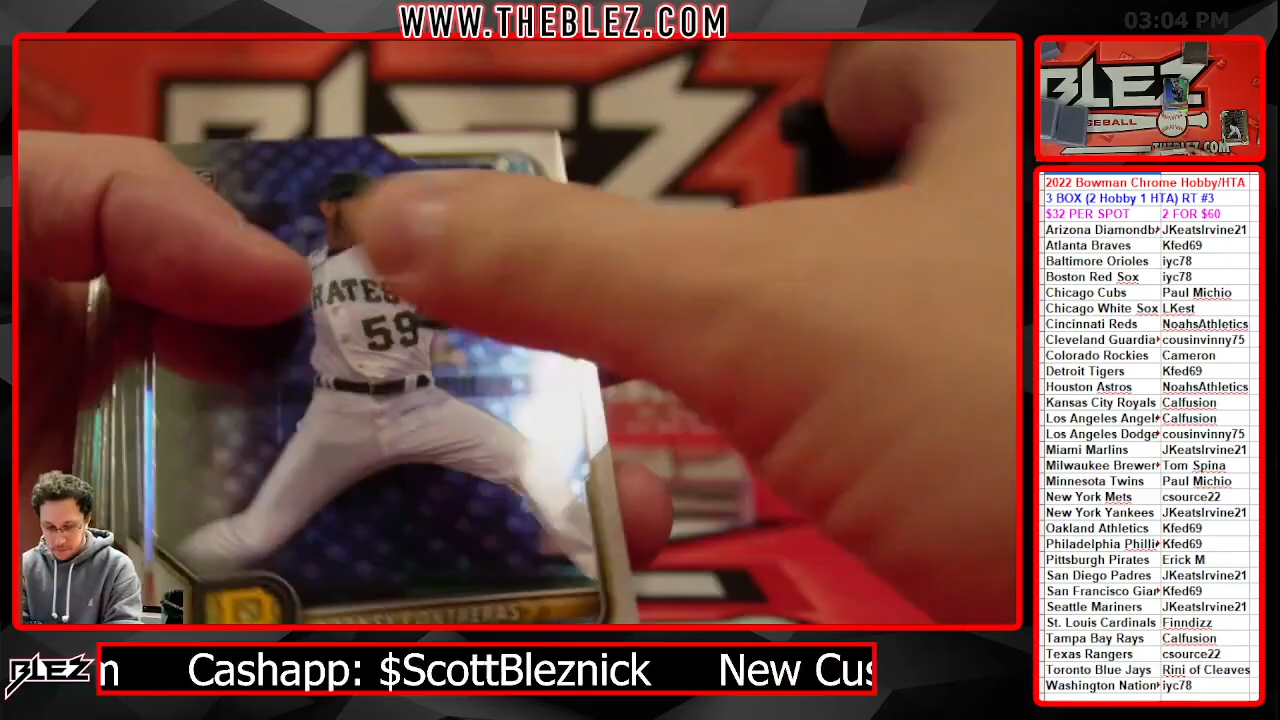 WWW.THEBLEZ.COM
03:04 PM
BLEZ
BLEZ
SEBALL
.COM
RATES
59
2022 Bowman Chrome Hobby/HTA
3 BOX (2 Hobby 1 HTA) RT #3
$32 PER SPOT 2 FOR $60
Arizona Diamondb JKeatsIrvine21
Atlanta Braves Kfed69
Baltimore Orioles iyc78
Boston Red Sox iyc78
Chicago Cubs Paul Michio
Chicago White Sox LKest
Cincinnati Reds NoahsAthletics
Cleveland Guardia cousinvinny75
Colorado Rockies Cameron
Detroit Tigers Kfed69
Houston Astros NoahsAthletics
Kansas City Royals Calfusion
Los Angeles Angel Calfusion
Los Angeles Dodge cousinvinny75
Miami Marlins JKeatsIrvine21
Milwaukee Brewer Tom Spina
Minnesota Twins Paul Michio
New York Mets csource22
New York Yankees JKeatsIrvine21
Oakland Athletics Kfed69
Philadelphia Philli Kfed69
Pittsburgh Pirates Erick M
San Diego Padres JKeatsIrvine21
San Francisco Gian Kfed69
Seattle Mariners JKeatsIrvine21
St. Louis Cardinals Finndizz
Tampa Bay Rays Calfusion
Texas Rangers csource22
Toronto Blue Jays Rini of Cleaves
Washington Nation iyc78
BLEZ
m Cashapp: $ScottBleznick New Cus